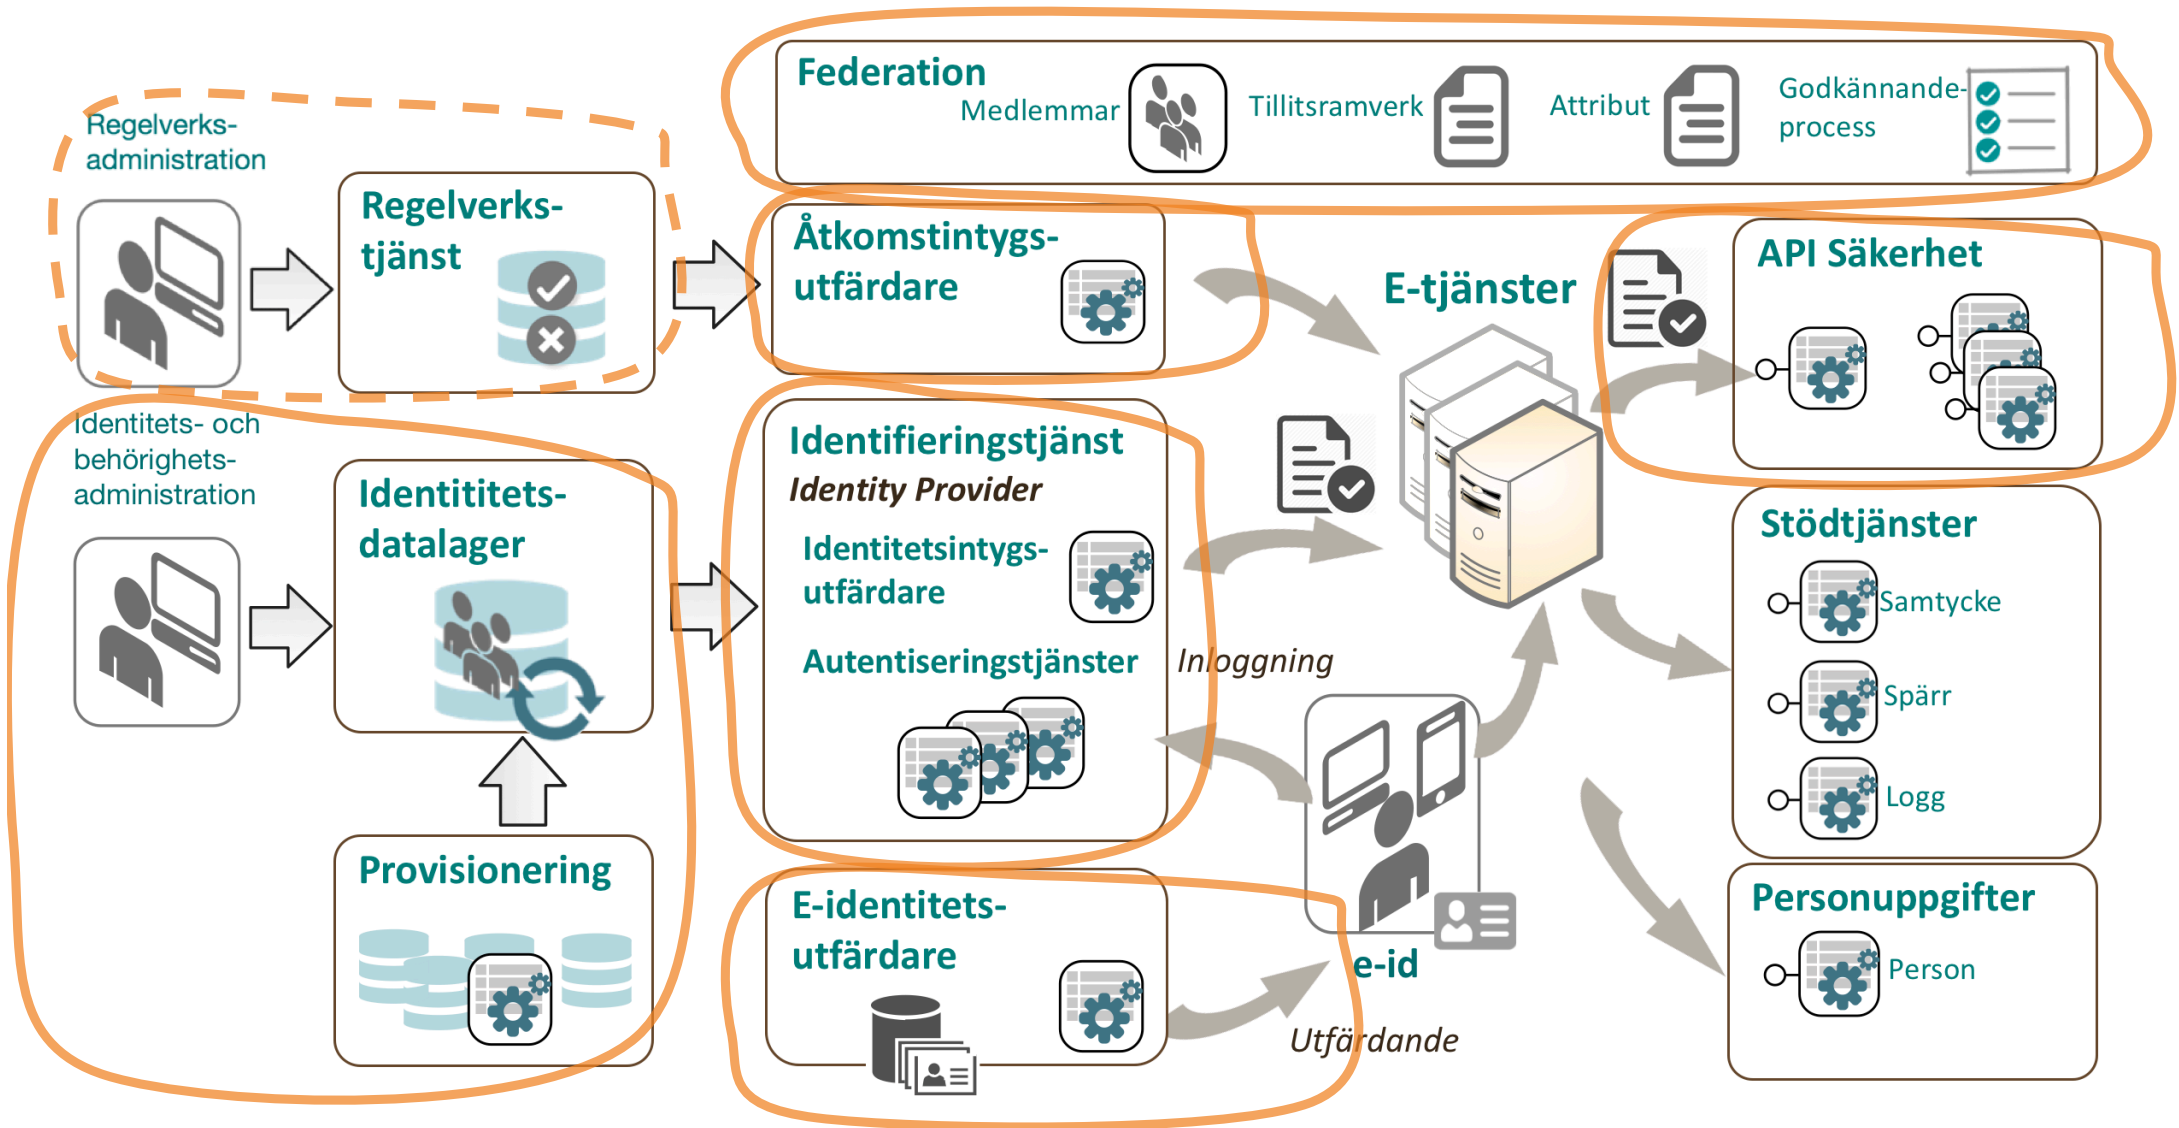 Federation
Medlemmar
Tillitsramverk
Attribut
Godkännande-
process
Regelverks-
administration
Regelverks-
tjänst
Åtkomstintygs-
utfärdare
E-tjänster
API Säkerhet
Identitets- och
behörighets-
administration
Identititets-
datalager
Identifieringstjänst
Identity Provider
Identitetsintygs-
utfärdare
Autentiseringstjänster
Inloggning
Stödtjänster
Samtycke
Spärr
Logg
Provisionering
E-identitets-
utfärdare
e-id
Utfärdande
Personuppgifter
Person